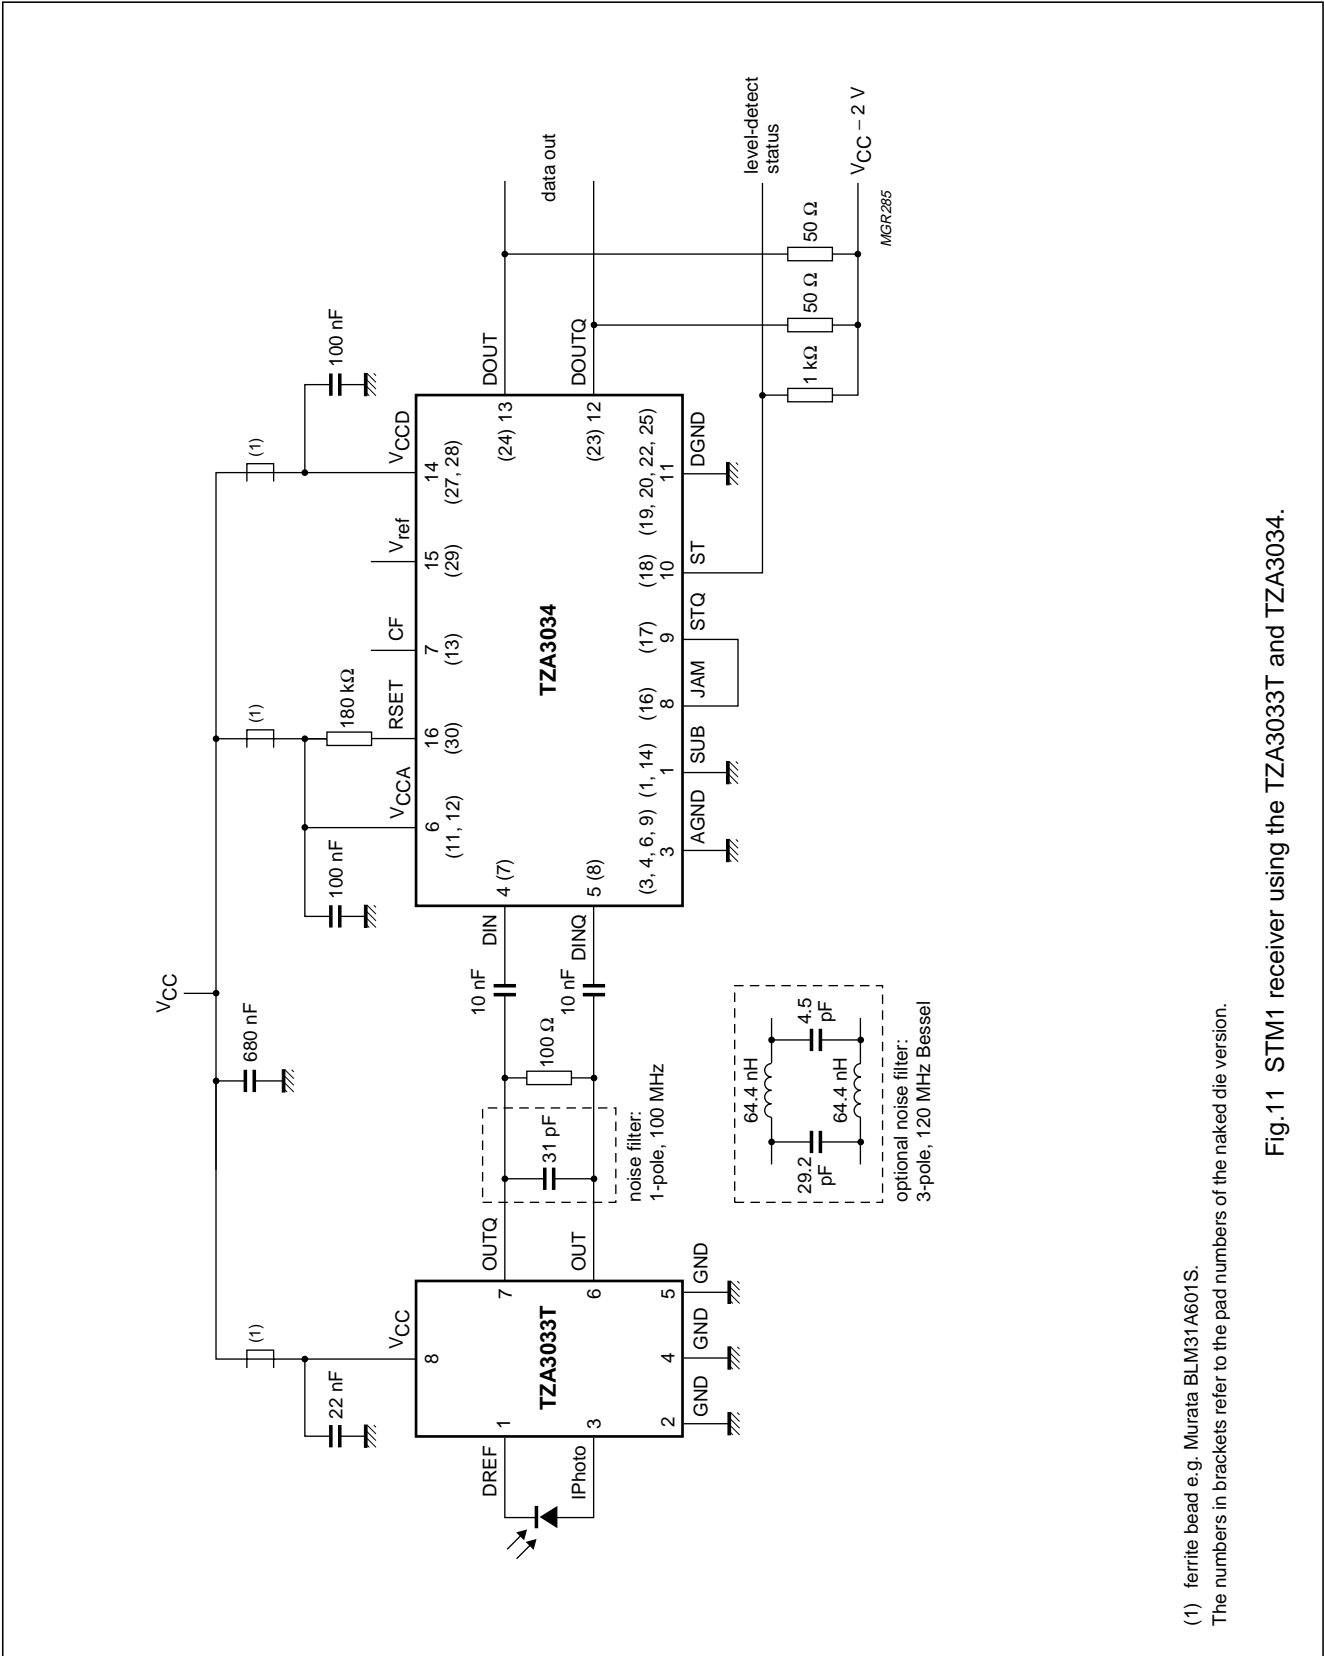 VCC
680 nF
(1)
22 nF
VCC
8
DREF
1
IPhoto
3
TZA3033T
7
OUTQ
6
OUT
2
GND
4
GND
5
GND
31 pF
noise filter:
1-pole, 100 MHz
100 Ω
10 nF
10 nF
64.4 nH
29.2
pF
4.5
pF
64.4 nH
optional noise filter:
3-pole, 120 MHz Bessel
100 nF
(1)
180 kΩ
(1)
100 nF
VCCA
6
(11, 12)
RSET
16
(30)
CF
7
(13)
Vref
15
(29)
VCCD
14
(27, 28)
DIN
4 (7)
DINQ
5 (8)
TZA3034
DOUT
(24) 13
DOUTQ
(23) 12
data out
(3, 4, 6, 9)
3
AGND
(1, 14)
1
SUB
(16)
8
JAM
(17)
9
STQ
(18)
10
ST
(19, 20, 22, 25)
11
DGND
level-detect
status
1 kΩ
50 Ω
50 Ω
VCC − 2 V
MGR285
(1) ferrite bead e.g. Murata BLM31A601S.
The numbers in brackets refer to the pad numbers of the naked die version.
Fig.11 STM1 receiver using the TZA3033T and TZA3034.